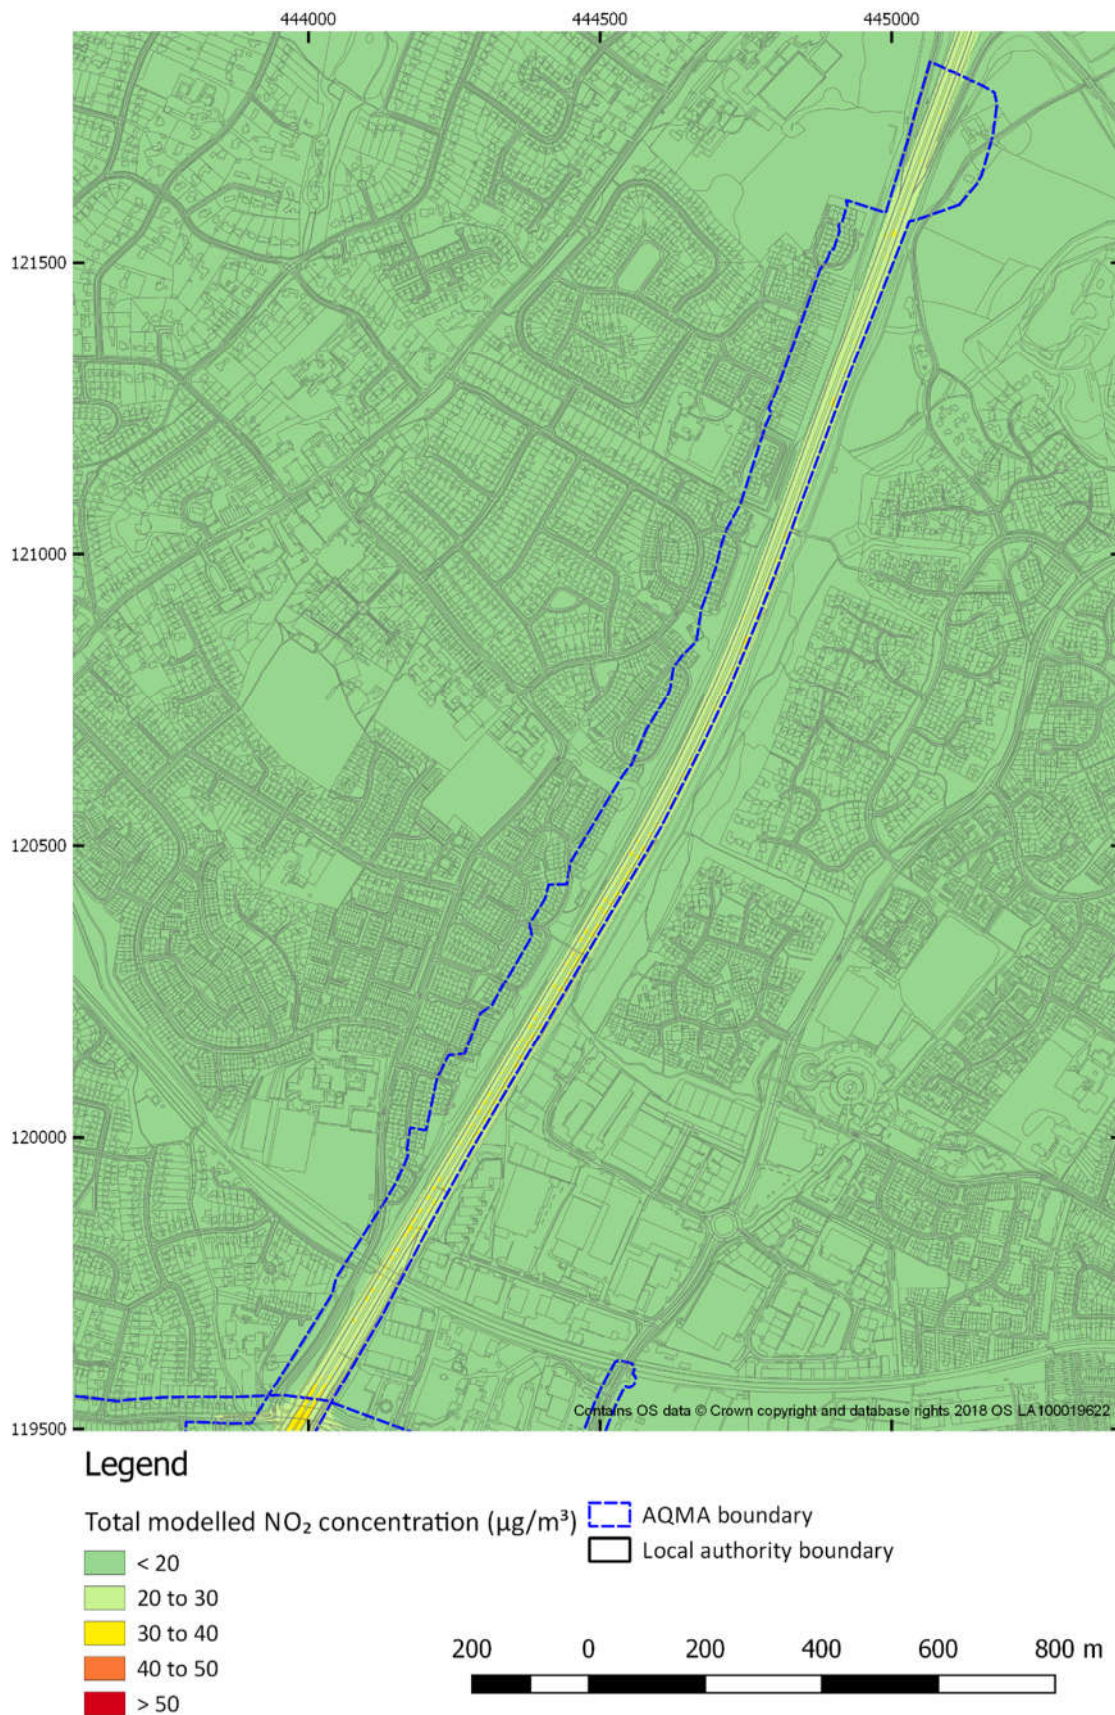 444000 444500 445000
121500
121000
120500
120000
119500
Contains OS data © Crown copyright and database rights 2018 OS LA100019622
Legend
Total modelled NO₂ concentration (µg/m³)
< 20
20 to 30
30 to 40
40 to 50
> 50
AQMA boundary
Local authority boundary
200 0 200 400 600 800 m